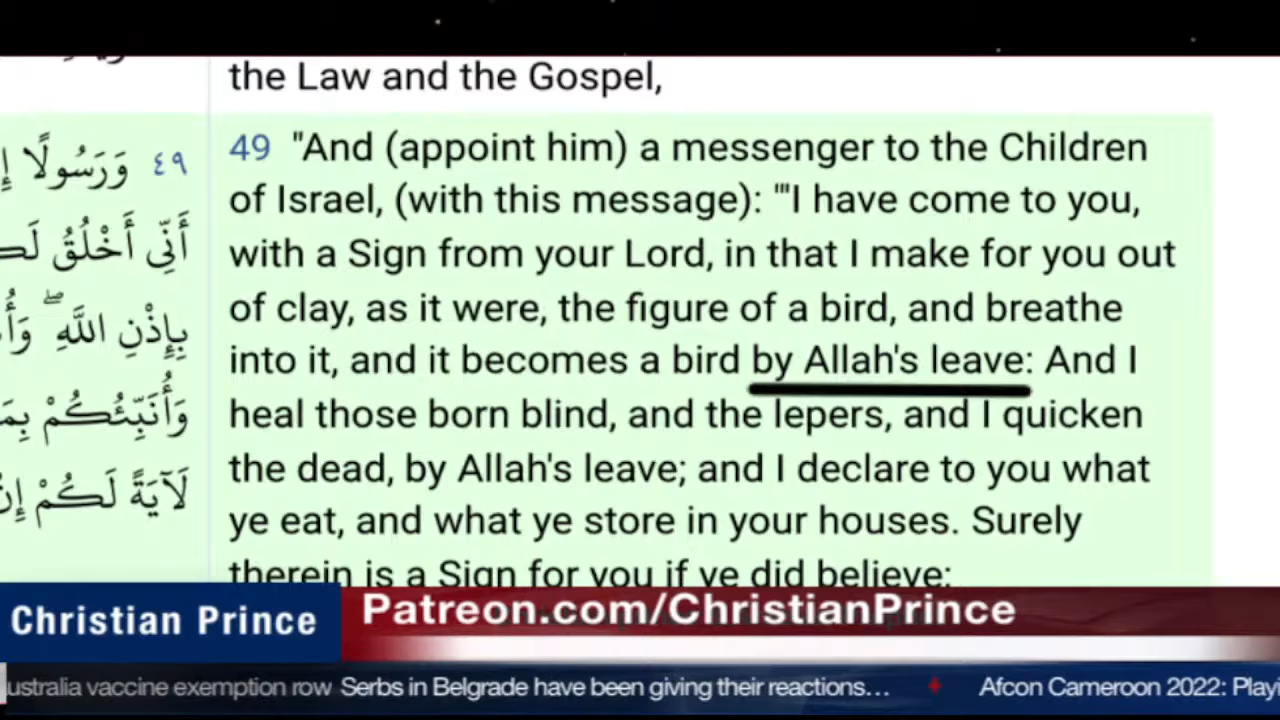 the Law and the Gospel,
٤٩ وَرَسُولًا
أَنِّي أَخْلُقُ
بِإِذْنِ اللَّهِ ۖ
وَأُنَبِّئُكُمْ
لَآيَةً لَكُمْ
49 "And (appoint him) a messenger to the Children
of Israel, (with this message): "'I have come to you,
with a Sign from your Lord, in that I make for you out
of clay, as it were, the figure of a bird, and breathe
into it, and it becomes a bird by Allah's leave: And I
heal those born blind, and the lepers, and I quicken
the dead, by Allah's leave; and I declare to you what
ye eat, and what ye store in your houses. Surely
therein is a Sign for you if ye did believe;
Christian Prince
Patreon.com/ChristianPrince
ustralia vaccine exemption row Serbs in Belgrade have been giving their reactions... Afcon Cameroon 2022: Playi